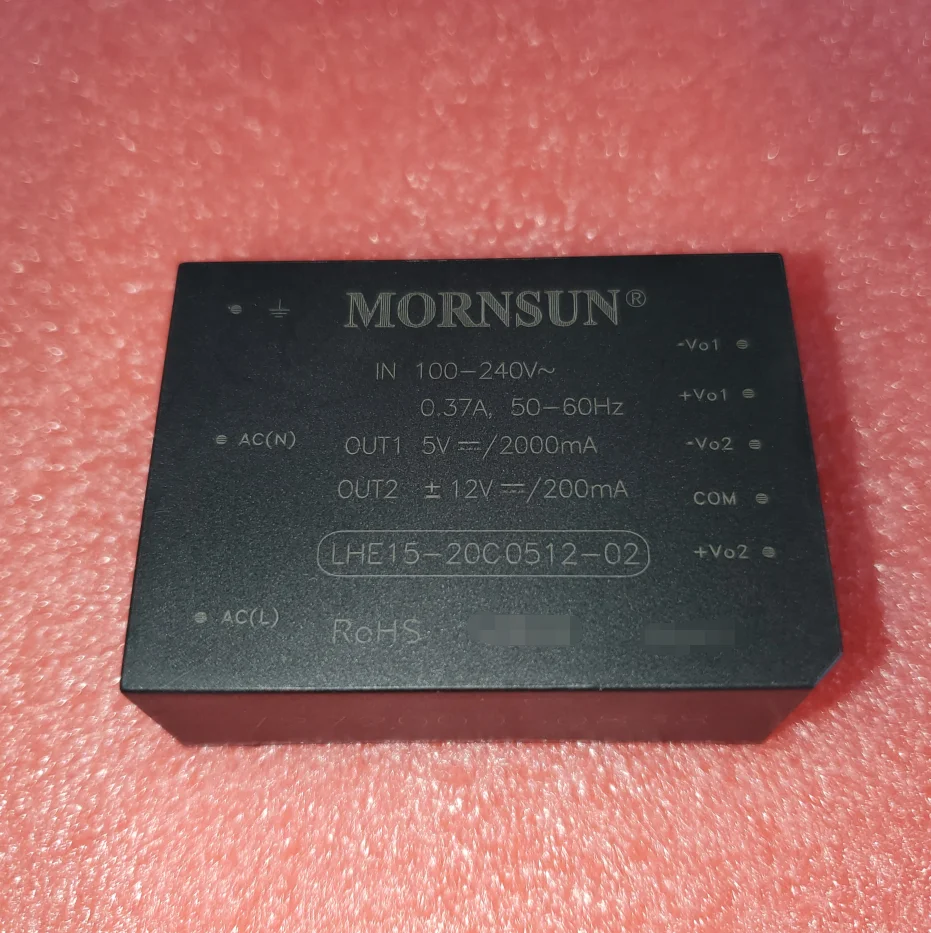 MORNSUN®
IN 100-240V~
0.37A, 50-60Hz
OUT1 5V⎓/2000mA
OUT2 ±12V⎓/200mA
LHE15-20C0512-02
RoHS
AC(N)
AC(L)
-Vo1
+Vo1
-Vo2
COM
+Vo2